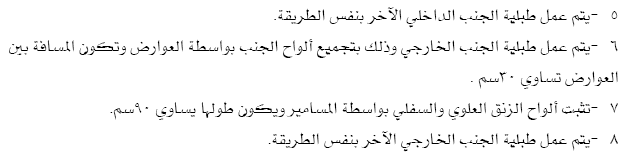 ٥ -يتم عمل طبلية الجنب الداخلي الآخر بنفس الطريقة.
٦ -يتم عمل طبلية الجنب الخارجي وذلك بتجميع ألواح الجنب بواسطة العوارض وتكون المسافة بين
العوارض تساوي ٣٠سم .
٧ -تثبت ألواح الزنق العلوي والسفلي بواسطة المسامير ويكون طولها يساوي ٩٠سم.
٨ -يتم عمل طبلية الجنب الخارجي الآخر بنفس الطريقة.